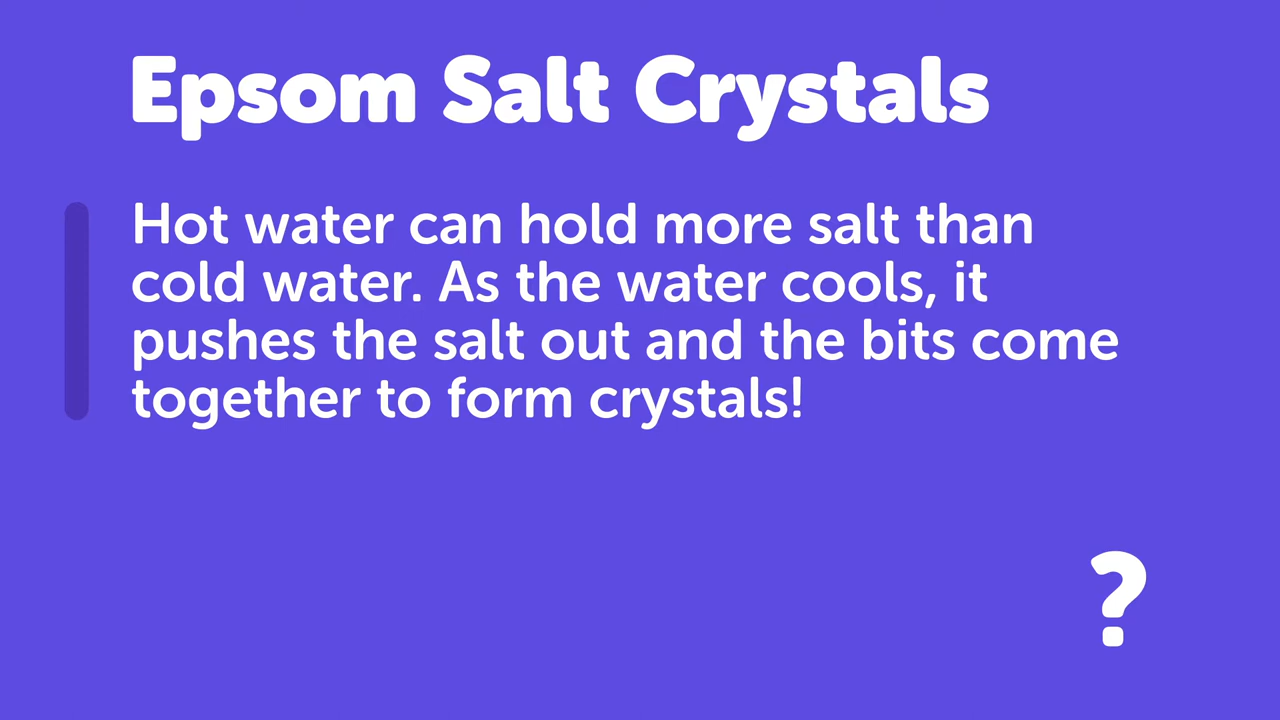 Epsom Salt Crystals
Hot water can hold more salt than
cold water. As the water cools, it
pushes the salt out and the bits come
together to form crystals!
?